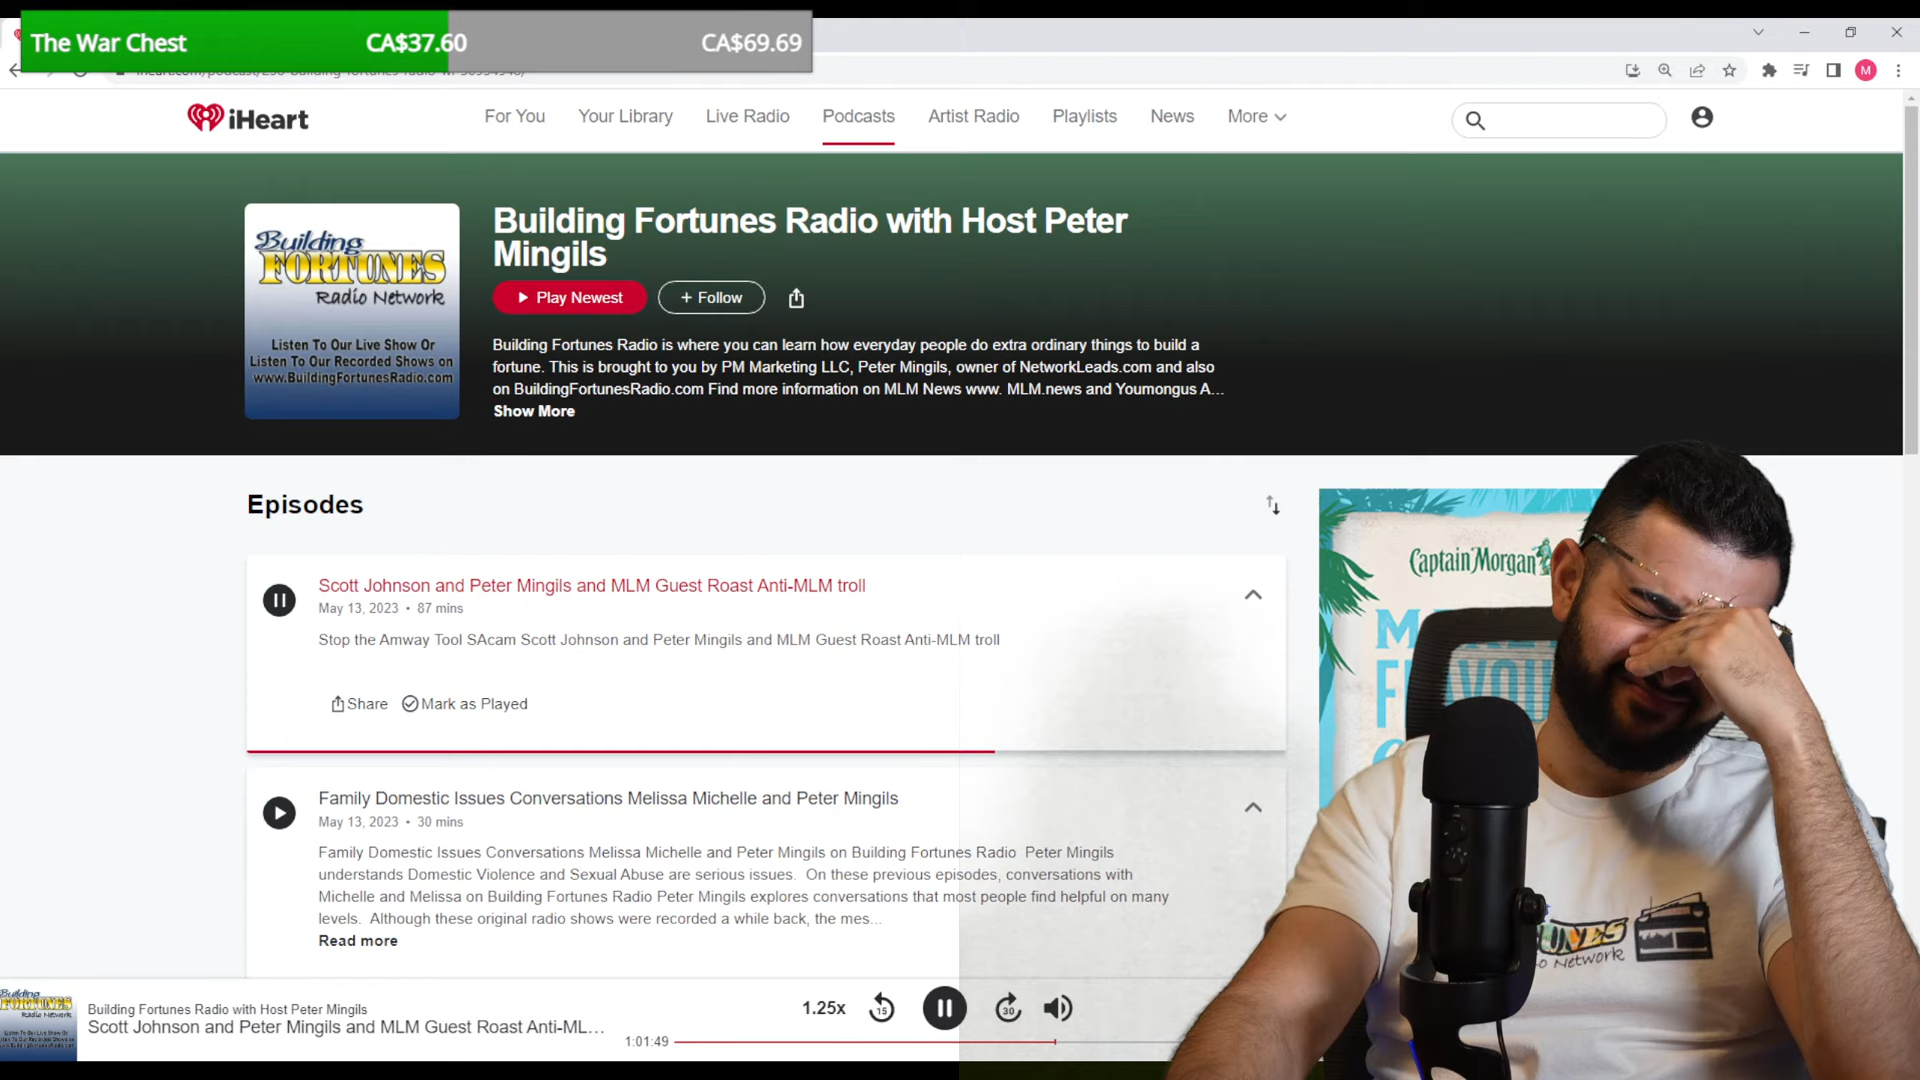 The War Chest CA$37.60 CA$69.69
iHeart For You Your Library Live Radio Podcasts Artist Radio Playlists News More
M
Building Fortunes Radio with Host Peter
Mingils
Play Newest + Follow
Building Fortunes Radio is where you can learn how everyday people do extra ordinary things to build a
fortune. This is brought to you by PM Marketing LLC, Peter Mingils, owner of NetworkLeads.com and also
on BuildingFortunesRadio.com Find more information on MLM News www. MLM.news and Youmongus A...
Show More
Building
FORTUNES
Radio Network
Listen To Our Live Show Or
Listen To Our Recorded Shows on
www.BuildingFortunesRadio.com
Episodes
Scott Johnson and Peter Mingils and MLM Guest Roast Anti-MLM troll
May 13, 2023 • 87 mins
Stop the Amway Tool SAcam Scott Johnson and Peter Mingils and MLM Guest Roast Anti-MLM troll
Share Mark as Played
Family Domestic Issues Conversations Melissa Michelle and Peter Mingils
May 13, 2023 • 30 mins
Family Domestic Issues Conversations Melissa Michelle and Peter Mingils on Building Fortunes Radio Peter Mingils
understands Domestic Violence and Sexual Abuse are serious issues. On these previous episodes, conversations with
Michelle and Melissa on Building Fortunes Radio Peter Mingils explores conversations that most people find helpful on many
levels. Although these original radio shows were recorded a while back, the mes...
Read more
Captain Morgan
Building
FORTUNES
Radio Network
Building Fortunes Radio with Host Peter Mingils
Scott Johnson and Peter Mingils and MLM Guest Roast Anti-ML...
1.25x 15 30
1:01:49